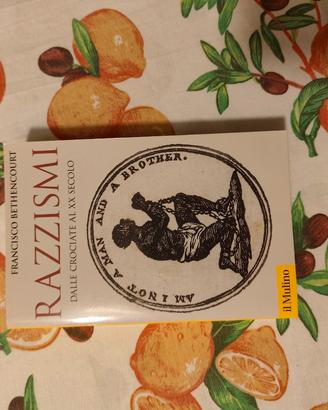 FRANCISCO BETHENCOURT
RAZZISMI
DALLE CROCIATE AL XX SECOLO
AM I NOT A MAN AND A BROTHER.
il Mulino